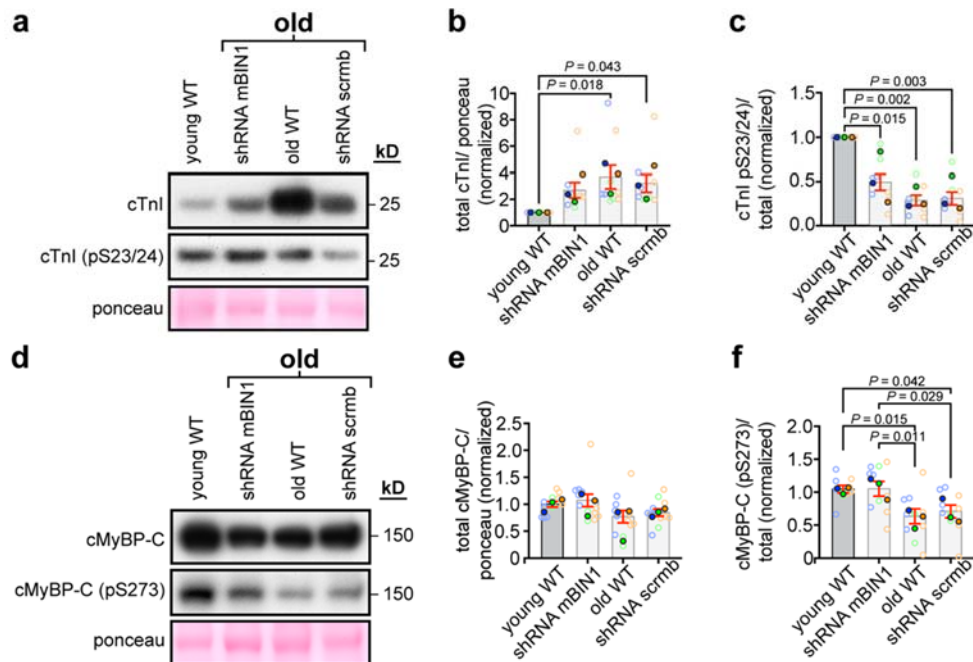 a
old
young WT
shRNA mBIN1
old WT
shRNA scrmb
kD
cTnI
25
cTnI (pS23/24)
25
ponceau
b
total cTnI/ ponceau
(normalized)
10
8
6
4
2
0
P = 0.043
P = 0.018
young WT
shRNA mBIN1
old WT
shRNA scrmb
c
cTnI pS23/24)/
total (normalized)
1.5
1.0
0.5
0.0
P = 0.003
P = 0.002
P = 0.015
young WT
shRNA mBIN1
old WT
shRNA scrmb
d
old
young WT
shRNA mBIN1
old WT
shRNA scrmb
kD
cMyBP-C
150
cMyBP-C (pS273)
150
ponceau
e
total cMyBP-C/
ponceau (normalized)
2.5
2.0
1.5
1.0
0.5
0
young WT
shRNA mBIN1
old WT
shRNA scrmb
f
cMyBP-C (pS273)/
total (normalized)
2.0
1.5
1.0
0.5
0.0
P = 0.042
P = 0.029
P = 0.015
P = 0.011
young WT
shRNA mBIN1
old WT
shRNA scrmb